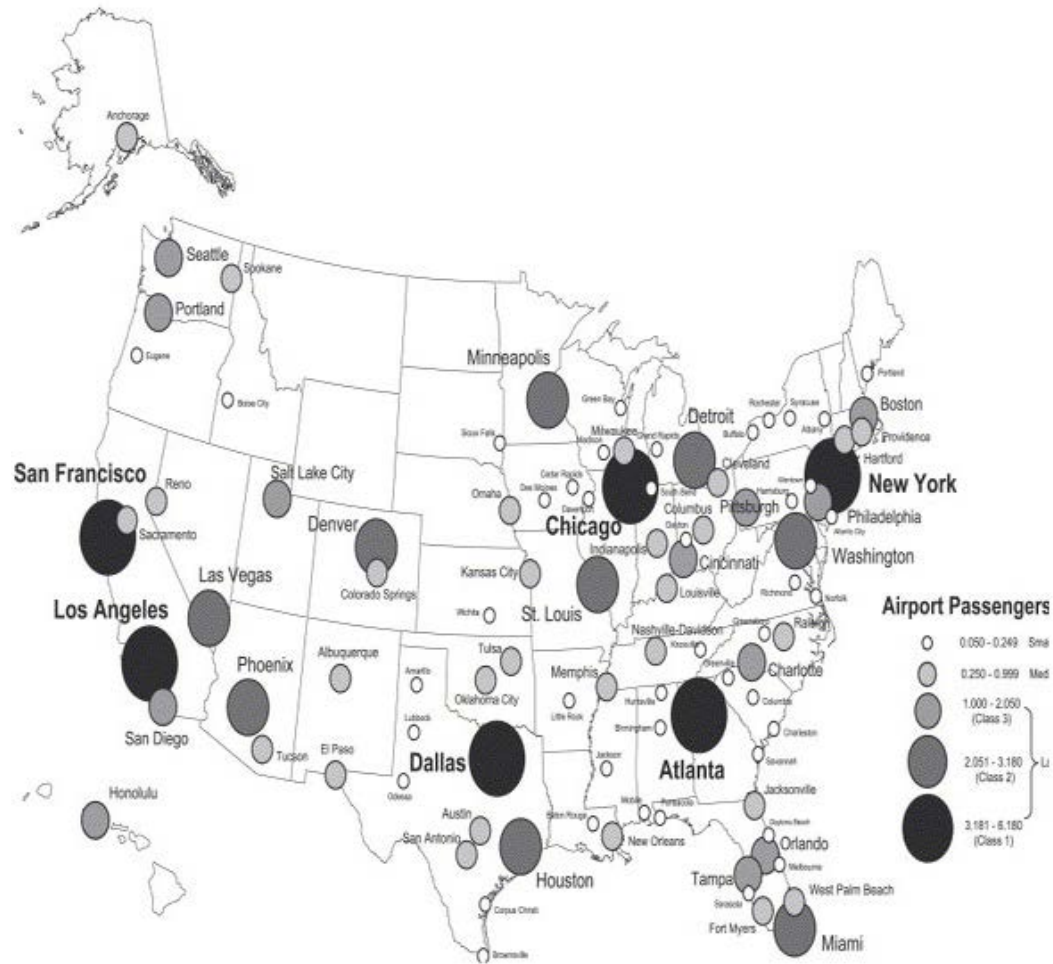 Anchorage
Seattle
Spokane
Portland
Eugene
Boise City
Minneapolis
Green Bay
Portland
Rochester
Syracuse
Boston
Detroit
Buffalo
Albany
Providence
Sioux Falls
Madison
Milwaukee
Grand Rapids
Hartford
San Francisco
Reno
Salt Lake City
Cleveland
New York
Cedar Rapids
Des Moines
South Bend
Allentown
Harrisburg
Omaha
Davenport
Columbus
Pittsburgh
Philadelphia
Sacramento
Denver
Chicago
Dayton
Atlantic City
Indianapolis
Washington
Cincinnati
Las Vegas
Kansas City
Colorado Springs
Louisville
Richmond
Norfolk
Los Angeles
Wichita
St. Louis
Airport Passengers
Nashville-Davidson
Greensboro
Raleigh
0.050 - 0.249 Sma
Knoxville
Tulsa
Albuquerque
Phoenix
Amarillo
Memphis
Greenville
Charlotte
0.250 - 0.999 Med
Oklahoma City
Little Rock
Huntsville
Columbia
1.000 - 2.050
(Class 3)
San Diego
Lubbock
Birmingham
Charleston
Tucson
El Paso
Dallas
Jackson
Atlanta
Savannah
2.051 - 3.180
(Class 2)
La
Odessa
Honolulu
Jacksonville
Austin
Baton Rouge
Mobile
Pensacola
3.181 - 6.180
(Class 1)
San Antonio
New Orleans
Daytona Beach
Orlando
Melbourne
Houston
Tampa
West Palm Beach
Sarasota
Corpus Christi
Fort Myers
Miami
Brownsville